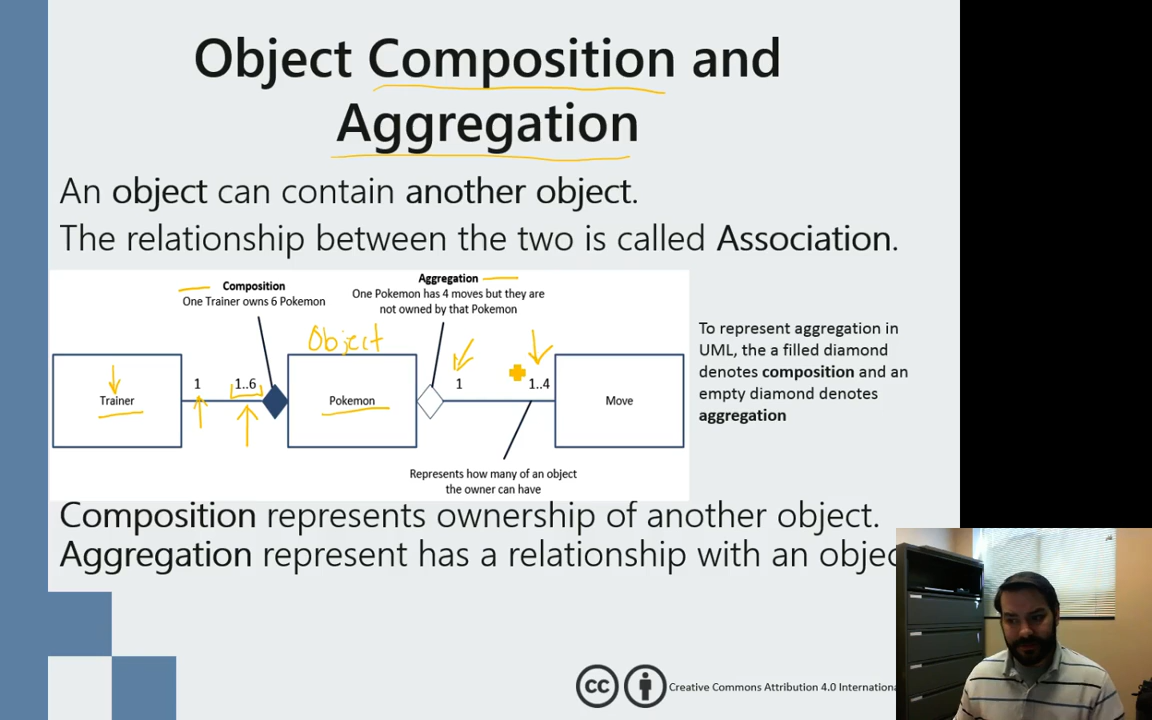 Object Composition and
Aggregation
An object can contain another object.
The relationship between the two is called Association.
Composition
One Trainer owns 6 Pokemon
Aggregation
One Pokemon has 4 moves but they are
not owned by that Pokemon
Object
Trainer
1
1..6
Pokemon
1
1..4
Move
Represents how many of an object
the owner can have
To represent aggregation in
UML, the a filled diamond
denotes composition and an
empty diamond denotes
aggregation
Composition represents ownership of another object.
Aggregation represent has a relationship with an objec
cc
Creative Commons Attribution 4.0 Internationa